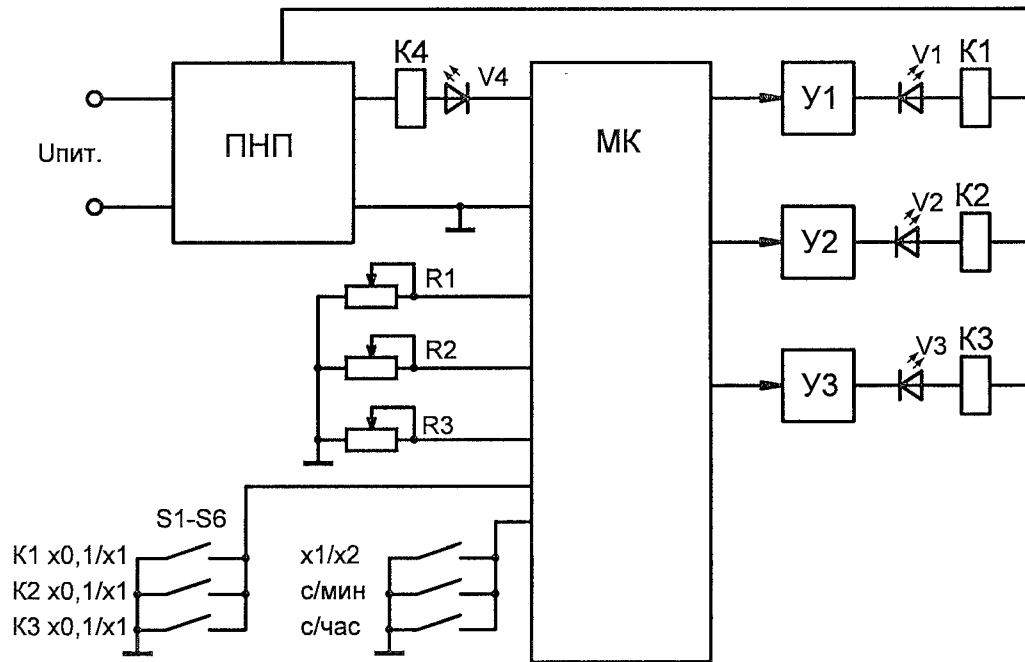 К4
V4
V1
К1
Uпит.
ПНП
МК
У1
V2
К2
У2
R1
R2
V3
К3
У3
R3
S1-S6
К1 х0,1/х1
К2 х0,1/х1
К3 х0,1/х1
х1/х2
с/мин
с/час